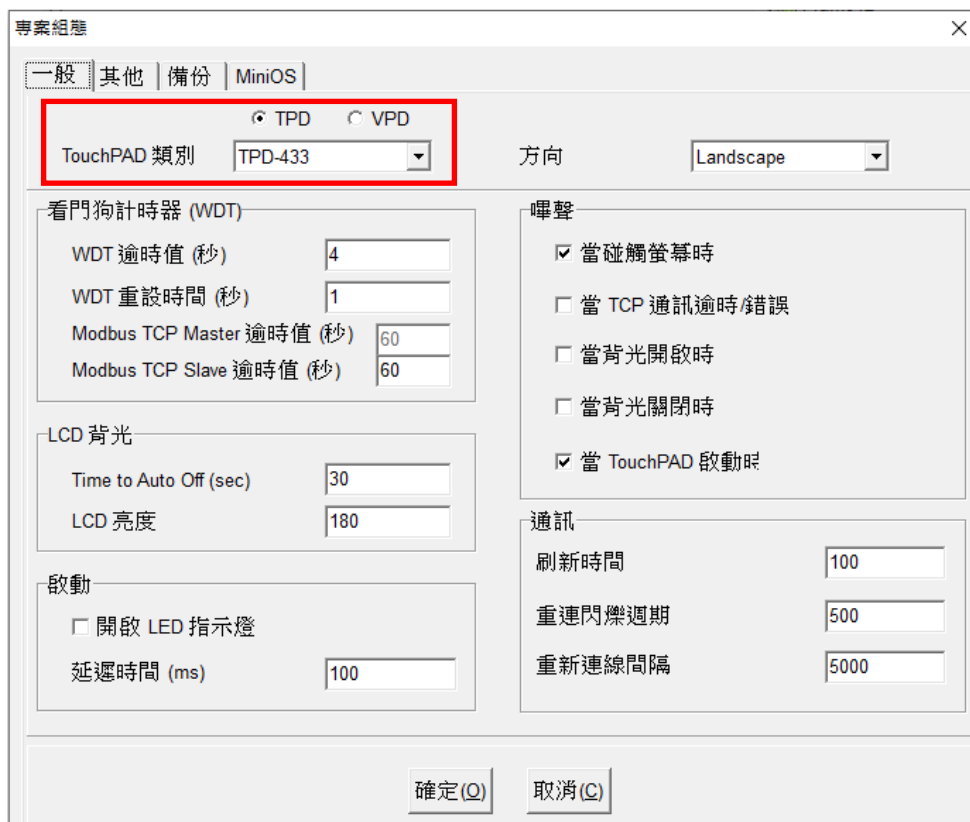 專案組態
一般 其他 備份 MiniOS
TPD VPD
TouchPAD 類別 TPD-433
方向 Landscape
看門狗計時器 (WDT)
WDT 逾時值 (秒) 4
WDT 重設時間 (秒) 1
Modbus TCP Master 逾時值 (秒) 60
Modbus TCP Slave 逾時值 (秒) 60
LCD 背光
Time to Auto Off (sec) 30
LCD 亮度 180
啟動
開啟 LED 指示燈
延遲時間 (ms) 100
嗶聲
當碰觸螢幕時
當 TCP 通訊逾時/錯誤
當背光開啟時
當背光關閉時
當 TouchPAD 啟動時
通訊
刷新時間 100
重連閃爍週期 500
重新連線間隔 5000
確定(O) 取消(C)